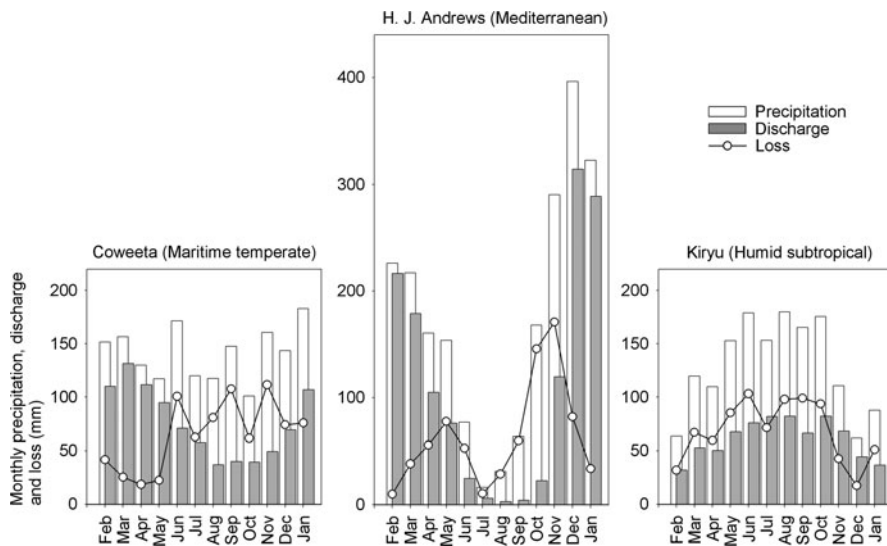 H. J. Andrews (Mediterranean)
400
300
200
100
0
Feb
Mar
Apr
May
Jun
Jul
Aug
Sep
Oct
Nov
Dec
Jan
Precipitation
Discharge
Loss
Coweeta (Maritime temperate)
Monthly precipitation, discharge
and loss (mm)
200
150
100
50
0
Feb
Mar
Apr
May
Jun
Jul
Aug
Sep
Oct
Nov
Dec
Jan
Kiryu (Humid subtropical)
200
150
100
50
0
Feb
Mar
Apr
May
Jun
Jul
Aug
Sep
Oct
Nov
Dec
Jan